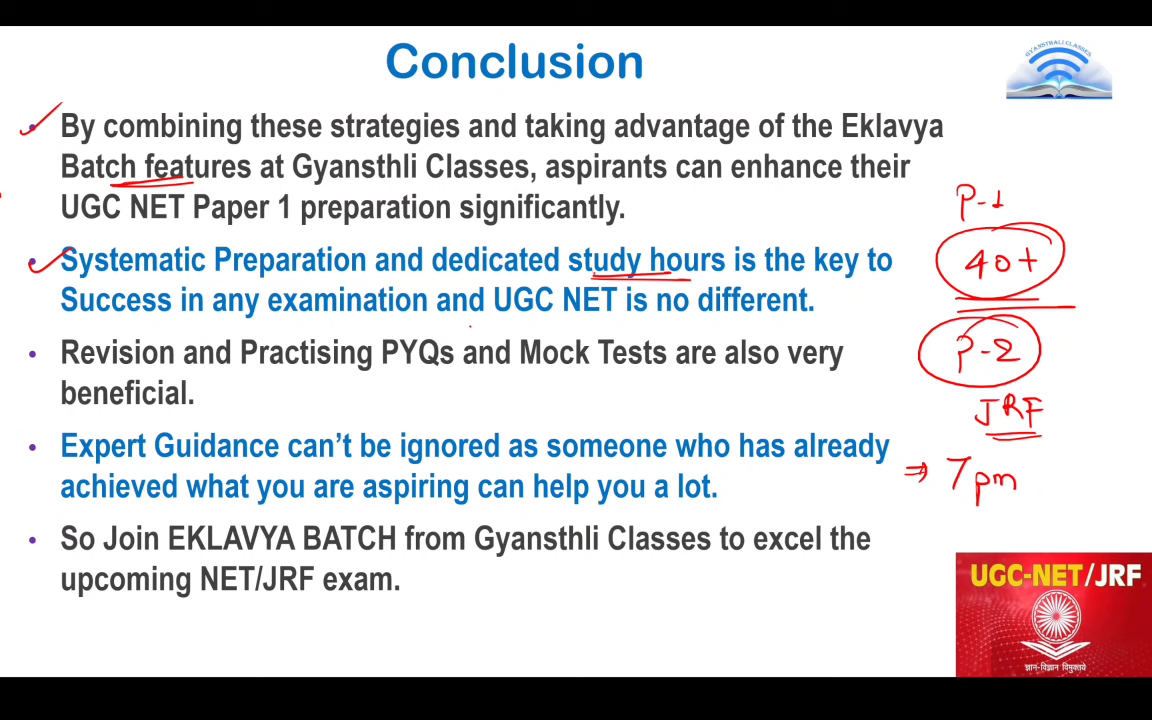 Conclusion
GYANSTHALI CLASSES
• By combining these strategies and taking advantage of the Eklavya
Batch features at Gyansthli Classes, aspirants can enhance their
UGC NET Paper 1 preparation significantly.
• Systematic Preparation and dedicated study hours is the key to
Success in any examination and UGC NET is no different.
• Revision and Practising PYQs and Mock Tests are also very
beneficial.
• Expert Guidance can't be ignored as someone who has already
achieved what you are aspiring can help you a lot.
• So Join EKLAVYA BATCH from Gyansthli Classes to excel the
upcoming NET/JRF exam.
P-1
40+
P-2
JRF
⇒ 7pm
UGC-NET/JRF
ज्ञान-विज्ञान विमुक्तये